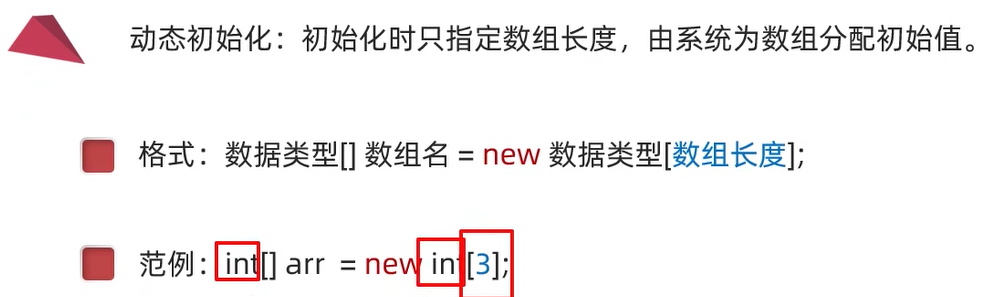 动态初始化：初始化时只指定数组长度，由系统为数组分配初始值。
格式：数据类型[] 数组名 = new 数据类型[数组长度];
范例：int[] arr = new int[3];